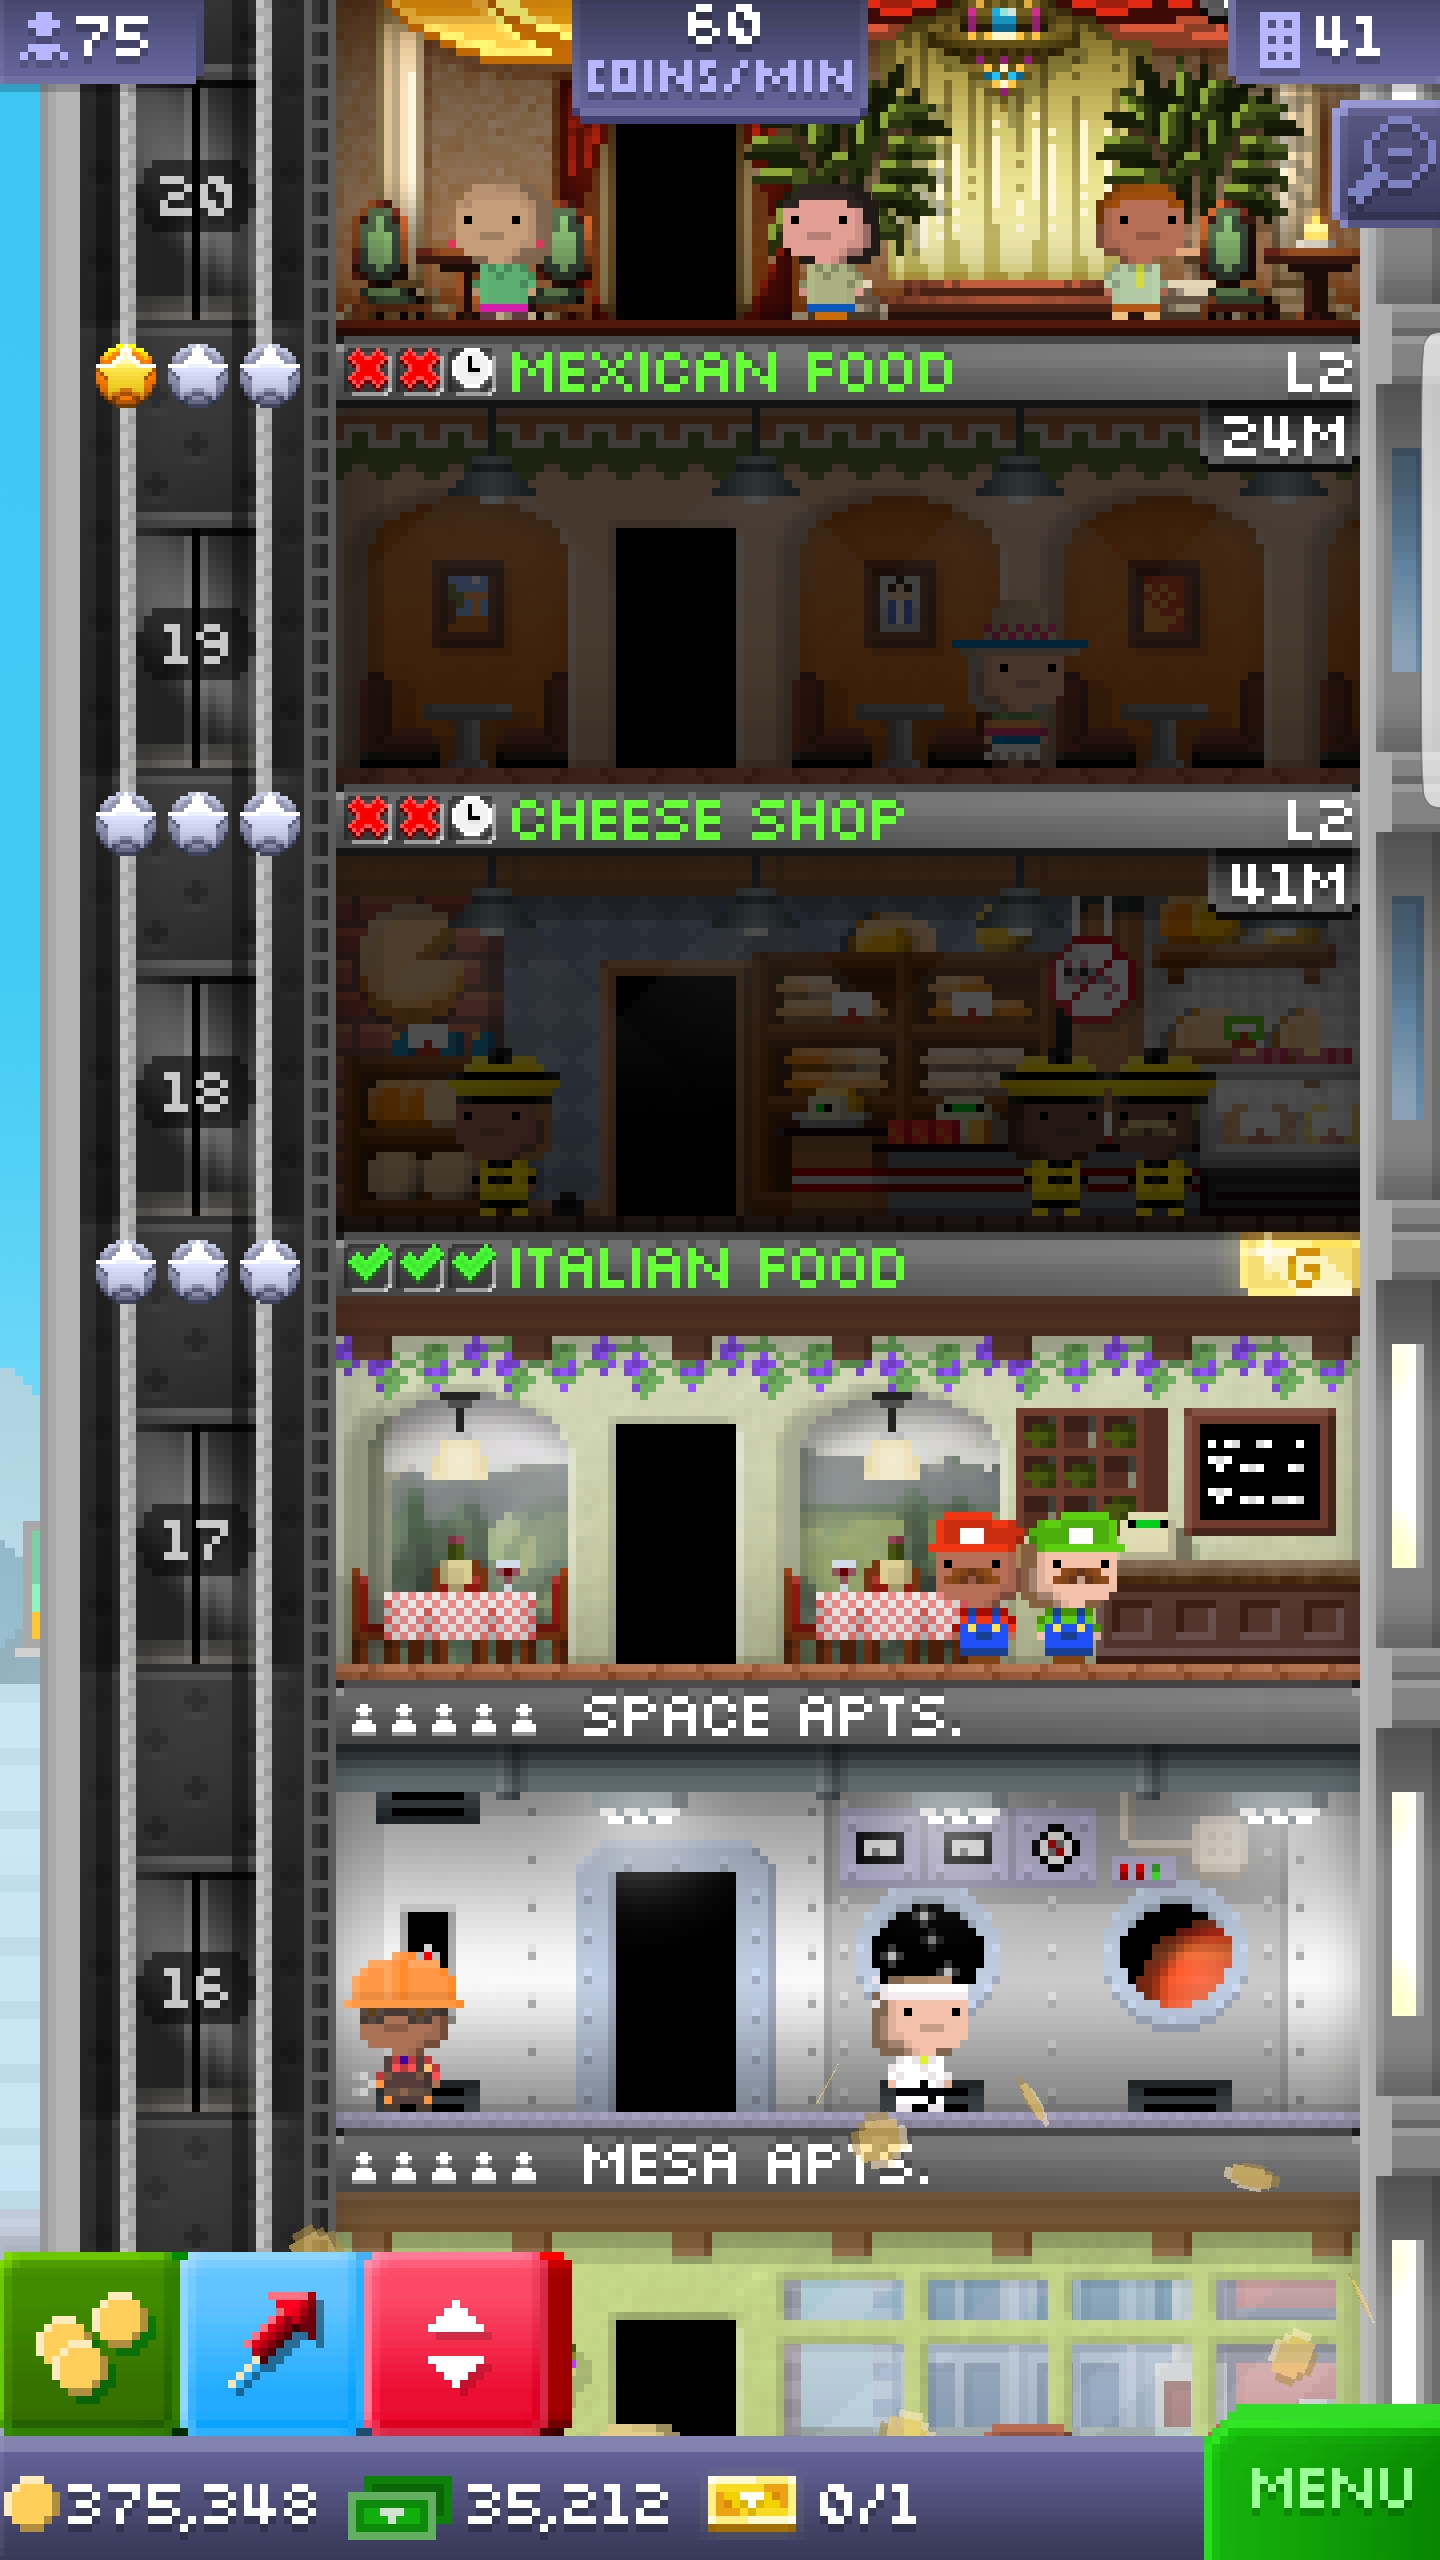 75
60
COINS/MIN
41
20
MEXICAN FOOD
L2
24M
19
CHEESE SHOP
L2
41M
18
ITALIAN FOOD
G
17
SPACE APTS.
16
MESA APTS.
375,348
35,212
0/1
MENU